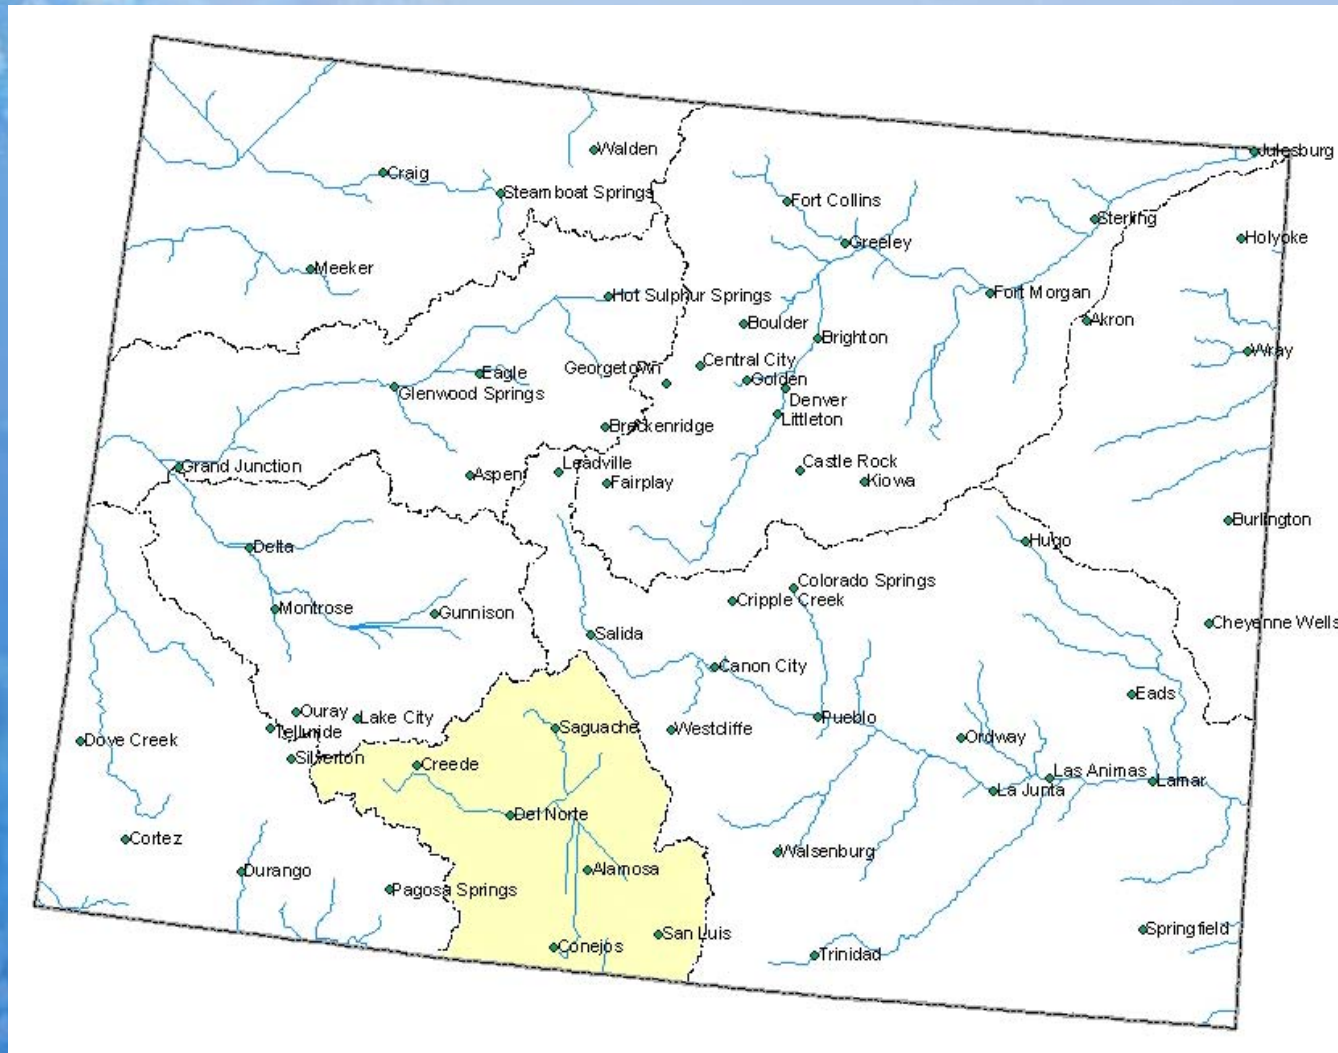 Julesburg
Walden
Craig
Steamboat Springs
Fort Collins
Sterling
Holyoke
Greeley
Meeker
Hot Sulphur Springs
Fort Morgan
Boulder
Akron
Brighton
Wray
Central City
Georgetown
Eagle
Golden
Glenwood Springs
Denver
Littleton
Breckenridge
Castle Rock
Leadville
Grand Junction
Aspen
Fairplay
Kiowa
Burlington
Hugo
Delta
Colorado Springs
Cripple Creek
Montrose
Gunnison
Cheyenne Wells
Salida
Canon City
Eads
Ouray
Lake City
Pueblo
Saguache
Westcliffe
Telluride
Ordway
Dove Creek
Silverton
Creede
Las Animas
Lamar
La Junta
Del Norte
Cortez
Walsenburg
Durango
Alamosa
Pagosa Springs
Springfield
San Luis
Conejos
Trinidad